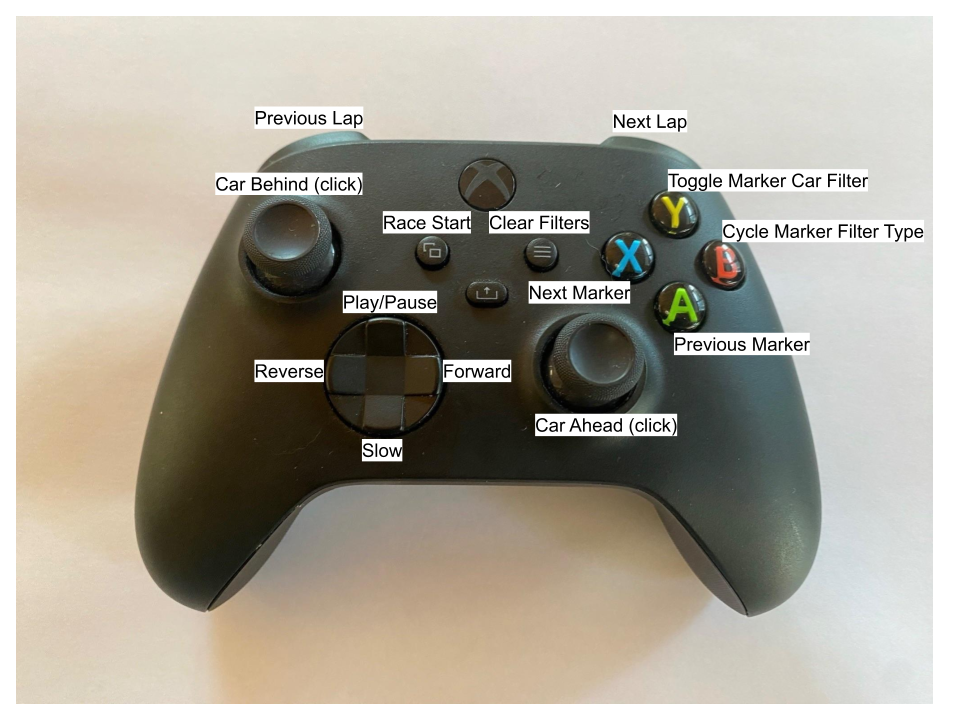 Previous Lap
Next Lap
Toggle Marker Car Filter
Car Behind (click)
Y
Race Start
Clear Filters
Cycle Marker Filter Type
X
B
Next Marker
Play/Pause
A
Previous Marker
Reverse
Forward
Car Ahead (click)
Slow